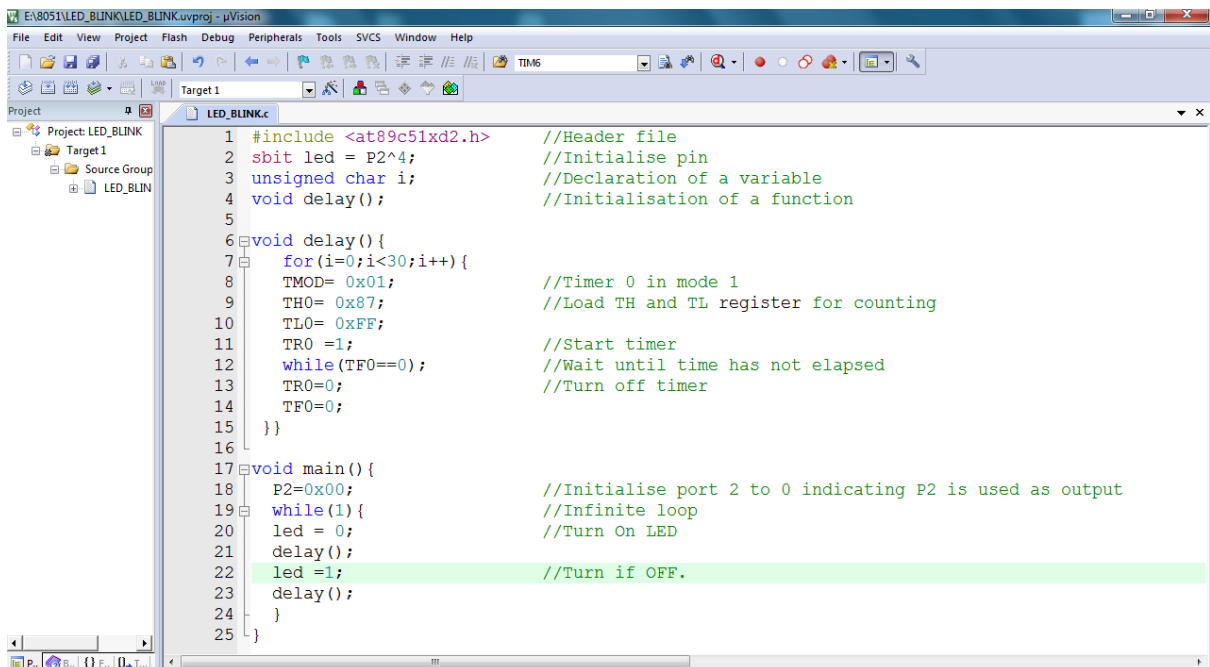 E:\8051\LED_BLINK\LED_BLINK.uvproj - µVision
File Edit View Project Flash Debug Peripherals Tools SVCS Window Help
TIM6
LOAD Target 1
Project
LED_BLINK.c
Project: LED_BLINK
Target 1
Source Group
LED_BLIN
1 #include <at89c51xd2.h> //Header file
2 sbit led = P2^4; //Initialise pin
3 unsigned char i; //Declaration of a variable
4 void delay(); //Initialisation of a function
5
6 void delay(){
7 for(i=0;i<30;i++){
8 TMOD= 0x01; //Timer 0 in mode 1
9 TH0= 0x87; //Load TH and TL register for counting
10 TL0= 0xFF;
11 TR0 =1; //Start timer
12 while(TF0==0); //Wait until time has not elapsed
13 TR0=0; //Turn off timer
14 TF0=0;
15 }}
16
17 void main(){
18 P2=0x00; //Initialise port 2 to 0 indicating P2 is used as output
19 while(1){ //Infinite loop
20 led = 0; //Turn On LED
21 delay();
22 led =1; //Turn if OFF.
23 delay();
24 }
25 }
P... B... {} F... 0→ T...